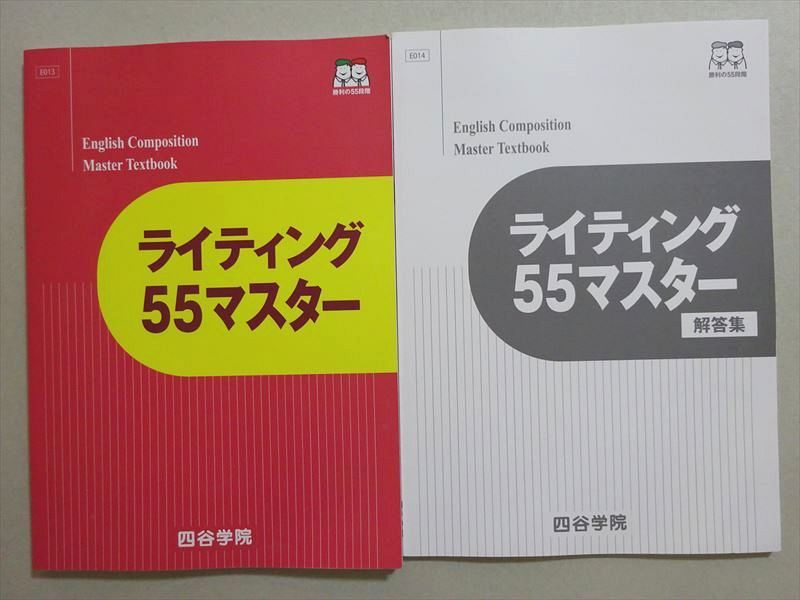 E013
勝利の55段階
English Composition
Master Textbook
ライティング
55マスター
四谷学院
E014
勝利の55段階
English Composition
Master Textbook
ライティング
55マスター
解答集
四谷学院